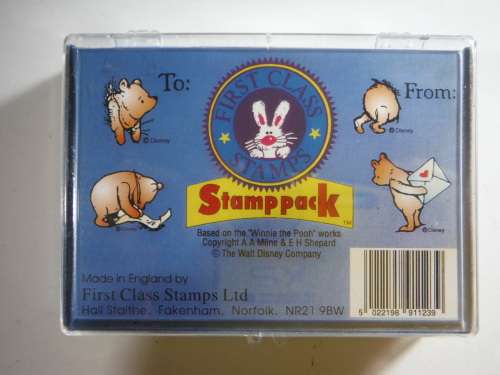 To:
FIRST CLASS
STAMPS
From:
© Disney
© Disney
© Disney
© Disney
Stamppack
TM
Based on the "Winnie the Pooh" works
Copyright A A Milne & E H Shepard
© The Walt Disney Company
Made in England by
First Class Stamps Ltd
Hall Staithe. Fakenham. Norfolk. NR21 9BW
5 022198 911239